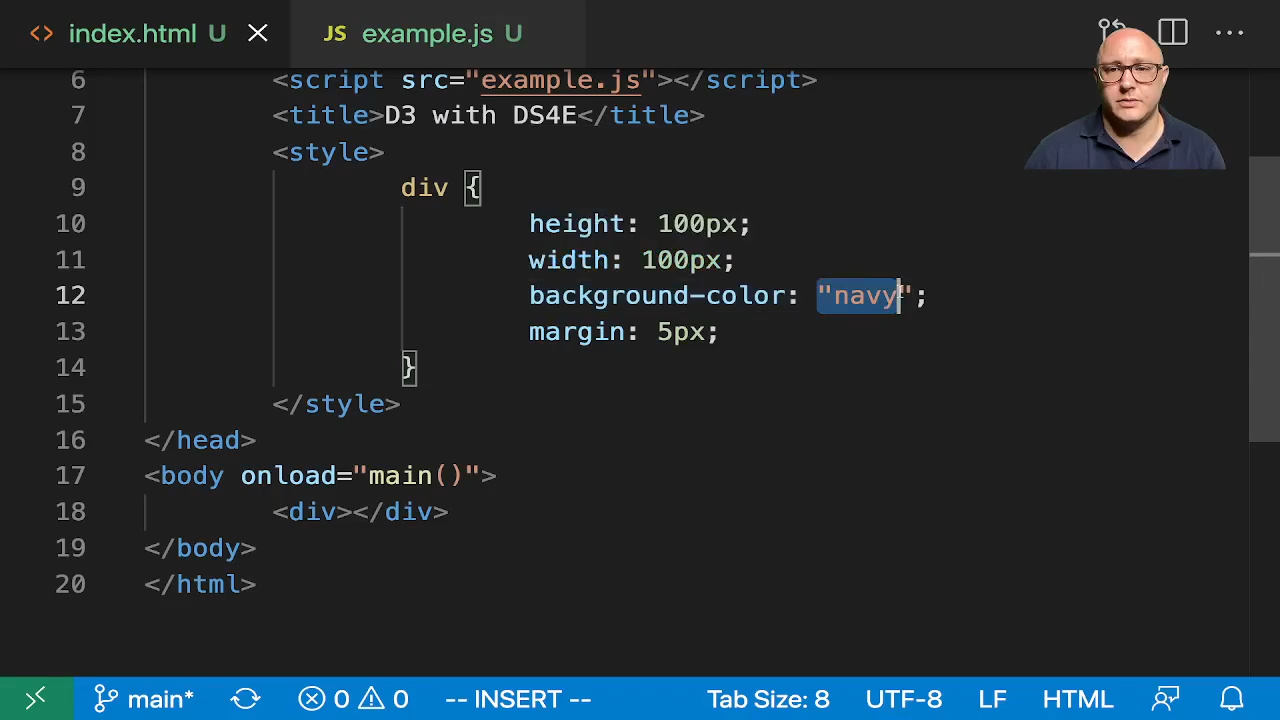 <> index.html U ×
JS example.js U
6 <script src="example.js"></script>
7 <title>D3 with DS4E</title>
8 <style>
9 div {
10 height: 100px;
11 width: 100px;
12 background-color: "navy";
13 margin: 5px;
14 }
15 </style>
16 </head>
17 <body onload="main()">
18 <div></div>
19 </body>
20 </html>
main* 0 0 -- INSERT -- Tab Size: 8 UTF-8 LF HTML